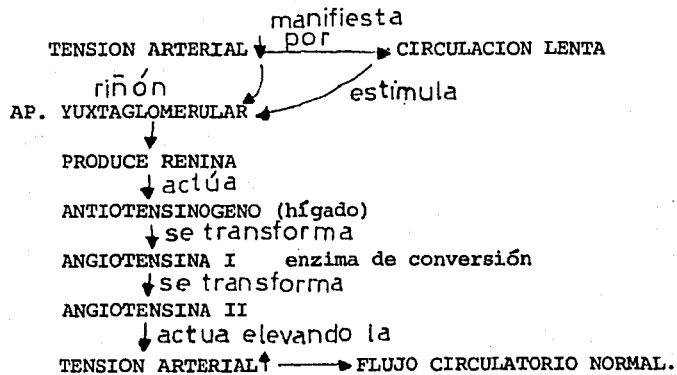 manifiesta
TENSION ARTERIAL por CIRCULACION LENTA
riñón
estimula
AP. YUXTAGLOMERULAR
PRODUCE RENINA
actúa
ANTIOTENSINOGENO (hígado)
se transforma
ANGIOTENSINA I enzima de conversión
se transforma
ANGIOTENSINA II
actua elevando la
TENSION ARTERIAL FLUJO CIRCULATORIO NORMAL.